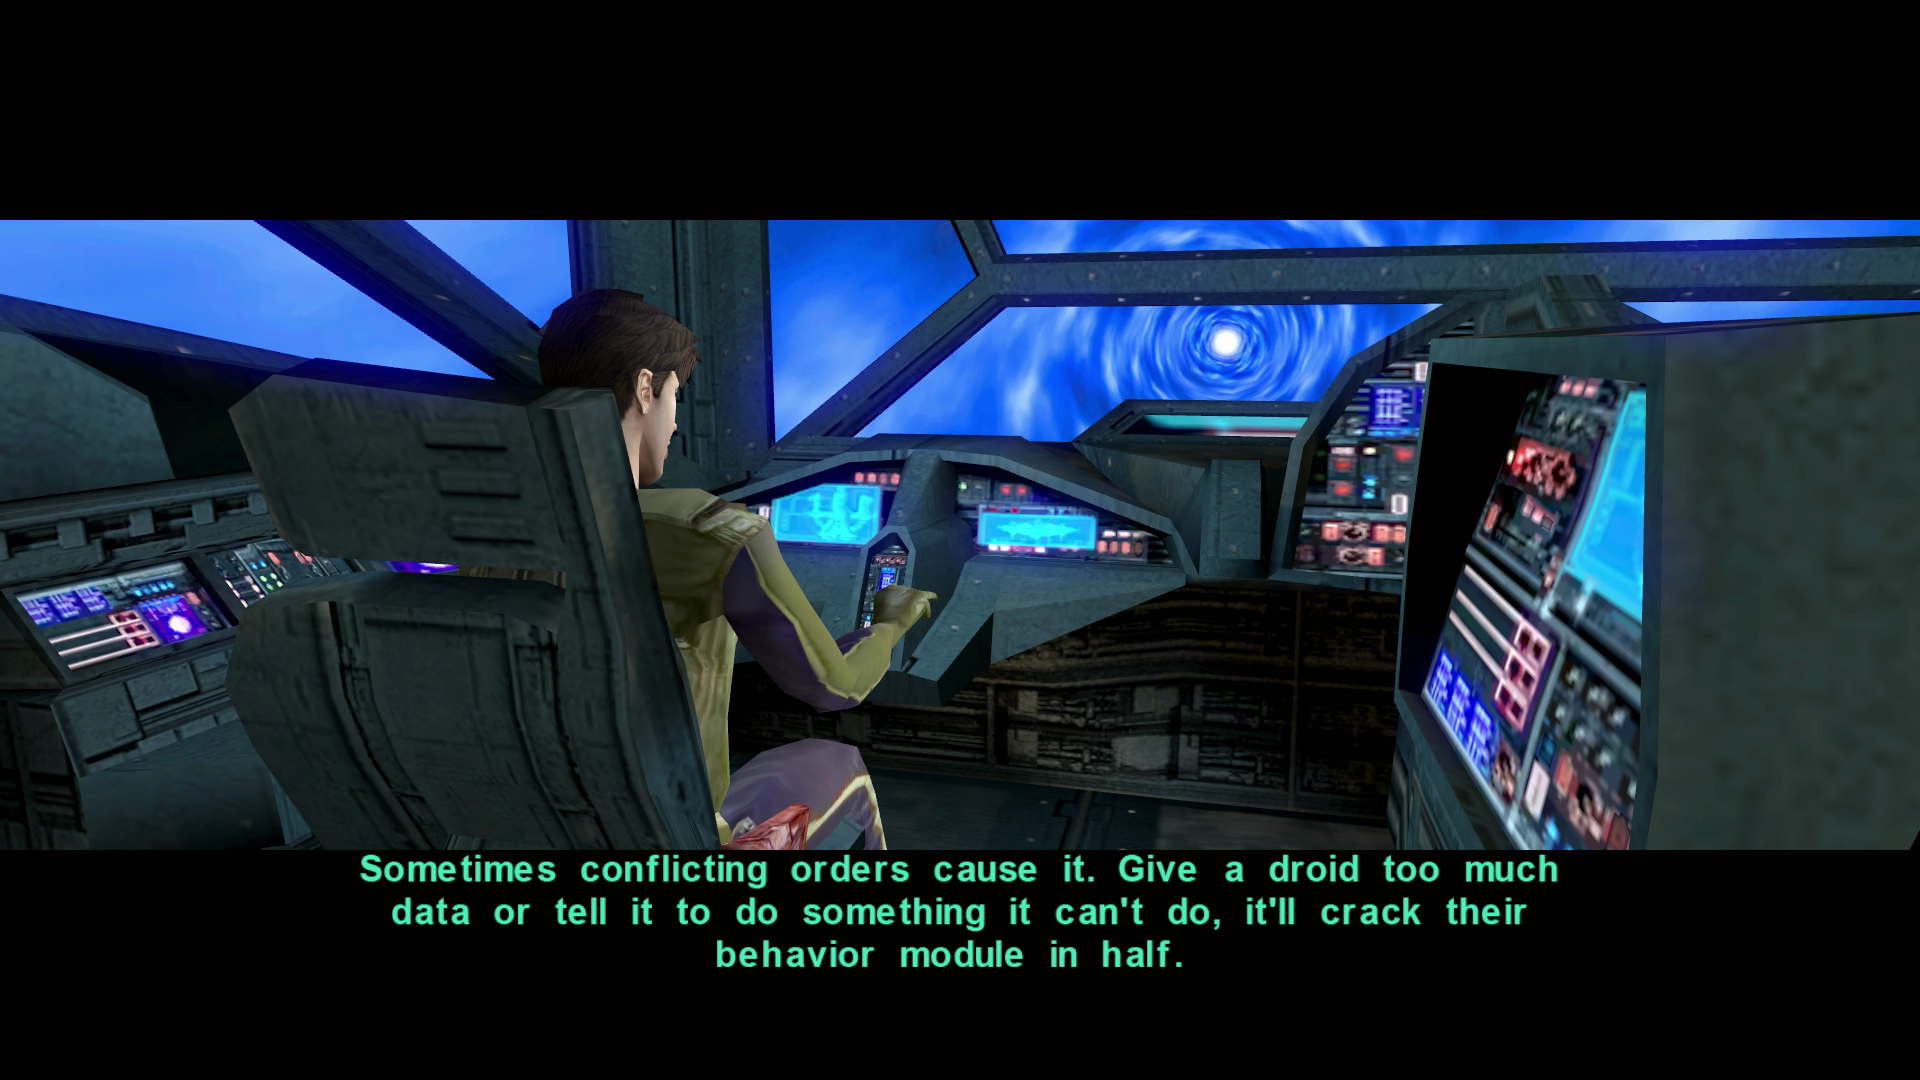 Sometimes conflicting orders cause it. Give a droid too much
data or tell it to do something it can't do, it'll crack their
behavior module in half.